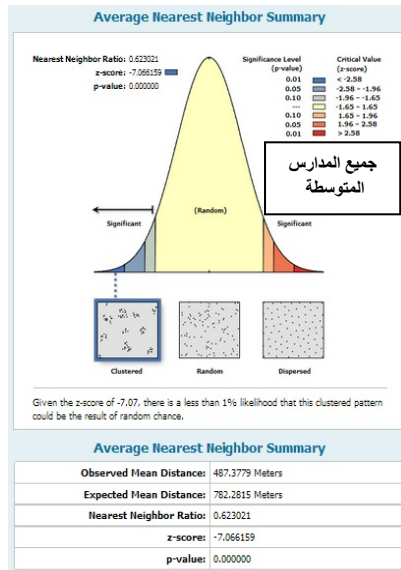 Average Nearest Neighbor Summary
Nearest Neighbor Ratio: 0.623021
z-score: -7.066159
p-value: 0.000000
Significance Level
(p-value)
Critical Value
(z-score)
0.01 < -2.58
0.05 -2.58 - -1.96
0.10 -1.96 - -1.65
... -1.65 - 1.65
0.10 1.65 - 1.96
0.05 1.96 - 2.58
0.01 > 2.58
جميع المدارس
المتوسطة
(Random)
Significant Significant
Clustered Random Dispersed
Given the z-score of -7.07, there is a less than 1% likelihood that this clustered pattern
could be the result of random chance.
Average Nearest Neighbor Summary
Observed Mean Distance: 487.3779 Meters
Expected Mean Distance: 782.2815 Meters
Nearest Neighbor Ratio: 0.623021
z-score: -7.066159
p-value: 0.000000